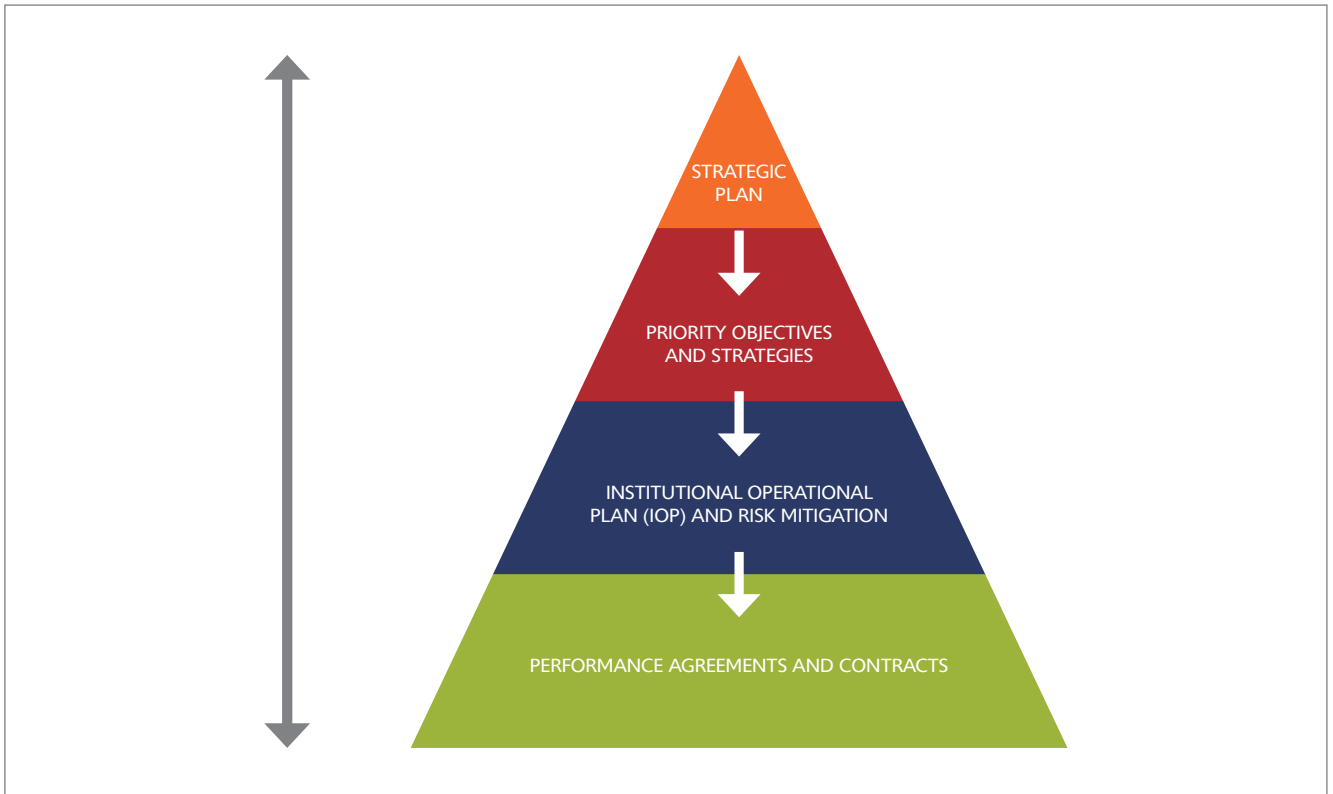 STRATEGIC
PLAN
PRIORITY OBJECTIVES
AND STRATEGIES
INSTITUTIONAL OPERATIONAL
PLAN (IOP) AND RISK MITIGATION
PERFORMANCE AGREEMENTS AND CONTRACTS